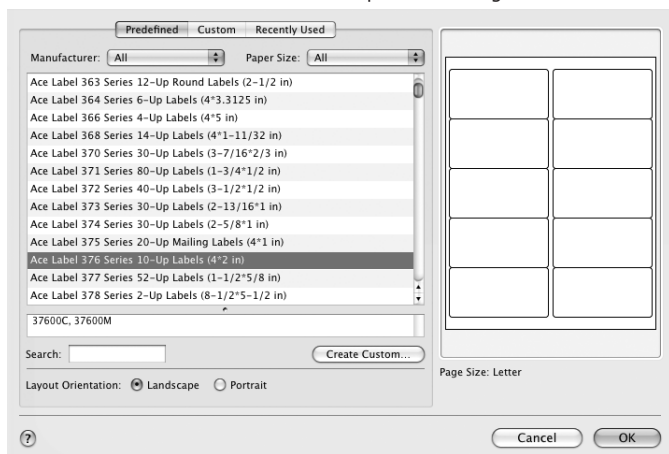 Predefined Custom Recently Used
Manufacturer: All Paper Size: All
Ace Label 363 Series 12-Up Round Labels (2-1/2 in)
Ace Label 364 Series 6-Up Labels (4*3.3125 in)
Ace Label 366 Series 4-Up Labels (4*5 in)
Ace Label 368 Series 14-Up Labels (4*1-11/32 in)
Ace Label 370 Series 30-Up Labels (3-7/16*2/3 in)
Ace Label 371 Series 80-Up Labels (1-3/4*1/2 in)
Ace Label 372 Series 40-Up Labels (3-1/2*1/2 in)
Ace Label 373 Series 30-Up Labels (2-13/16*1 in)
Ace Label 374 Series 30-Up Labels (2-5/8*1 in)
Ace Label 375 Series 20-Up Mailing Labels (4*1 in)
Ace Label 376 Series 10-Up Labels (4*2 in)
Ace Label 377 Series 52-Up Labels (1-1/2*5/8 in)
Ace Label 378 Series 2-Up Labels (8-1/2*5-1/2 in)
37600C, 37600M
Search: Create Custom...
Page Size: Letter
Layout Orientation: Landscape Portrait
? Cancel OK